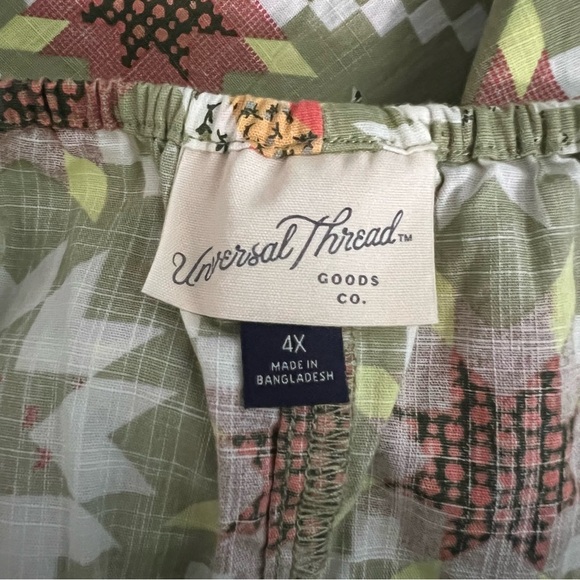 Universal Thread™
GOODS
CO.
4X
MADE IN
BANGLADESH